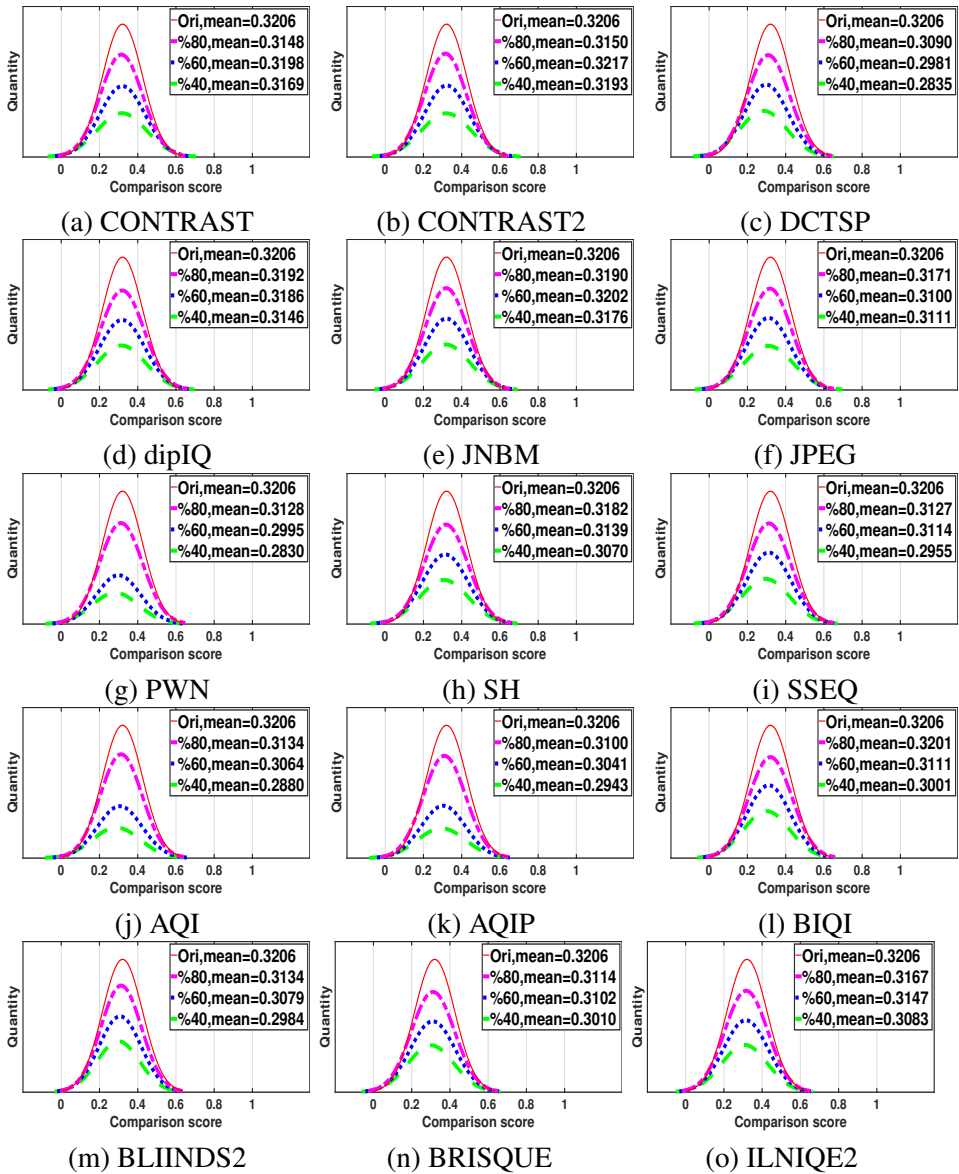 Ori,mean=0.3206
%80,mean=0.3148
%60,mean=0.3198
%40,mean=0.3169
Quantity
0 0.2 0.4 0.6 0.8 1
Comparison score
(a) CONTRAST
Ori,mean=0.3206
%80,mean=0.3150
%60,mean=0.3217
%40,mean=0.3193
Quantity
0 0.2 0.4 0.6 0.8 1
Comparison score
(b) CONTRAST2
Ori,mean=0.3206
%80,mean=0.3090
%60,mean=0.2981
%40,mean=0.2835
Quantity
0 0.2 0.4 0.6 0.8 1
Comparison score
(c) DCTSP
Ori,mean=0.3206
%80,mean=0.3192
%60,mean=0.3186
%40,mean=0.3146
Quantity
0 0.2 0.4 0.6 0.8 1
Comparison score
(d) dipIQ
Ori,mean=0.3206
%80,mean=0.3190
%60,mean=0.3202
%40,mean=0.3176
Quantity
0 0.2 0.4 0.6 0.8 1
Comparison score
(e) JNBM
Ori,mean=0.3206
%80,mean=0.3171
%60,mean=0.3100
%40,mean=0.3111
Quantity
0 0.2 0.4 0.6 0.8 1
Comparison score
(f) JPEG
Ori,mean=0.3206
%80,mean=0.3128
%60,mean=0.2995
%40,mean=0.2830
Quantity
0 0.2 0.4 0.6 0.8 1
Comparison score
(g) PWN
Ori,mean=0.3206
%80,mean=0.3182
%60,mean=0.3139
%40,mean=0.3070
Quantity
0 0.2 0.4 0.6 0.8 1
Comparison score
(h) SH
Ori,mean=0.3206
%80,mean=0.3127
%60,mean=0.3114
%40,mean=0.2955
Quantity
0 0.2 0.4 0.6 0.8 1
Comparison score
(i) SSEQ
Ori,mean=0.3206
%80,mean=0.3134
%60,mean=0.3064
%40,mean=0.2880
Quantity
0 0.2 0.4 0.6 0.8 1
Comparison score
(j) AQI
Ori,mean=0.3206
%80,mean=0.3100
%60,mean=0.3041
%40,mean=0.2943
Quantity
0 0.2 0.4 0.6 0.8 1
Comparison score
(k) AQIP
Ori,mean=0.3206
%80,mean=0.3201
%60,mean=0.3111
%40,mean=0.3001
Quantity
0 0.2 0.4 0.6 0.8 1
Comparison score
(l) BIQI
Ori,mean=0.3206
%80,mean=0.3134
%60,mean=0.3079
%40,mean=0.2984
Quantity
0 0.2 0.4 0.6 0.8 1
Comparison score
(m) BLIINDS2
Ori,mean=0.3206
%80,mean=0.3114
%60,mean=0.3102
%40,mean=0.3010
Quantity
0 0.2 0.4 0.6 0.8 1
Comparison score
(n) BRISQUE
Ori,mean=0.3206
%80,mean=0.3167
%60,mean=0.3147
%40,mean=0.3083
Quantity
0 0.2 0.4 0.6 0.8 1
Comparison score
(o) ILNIQE2